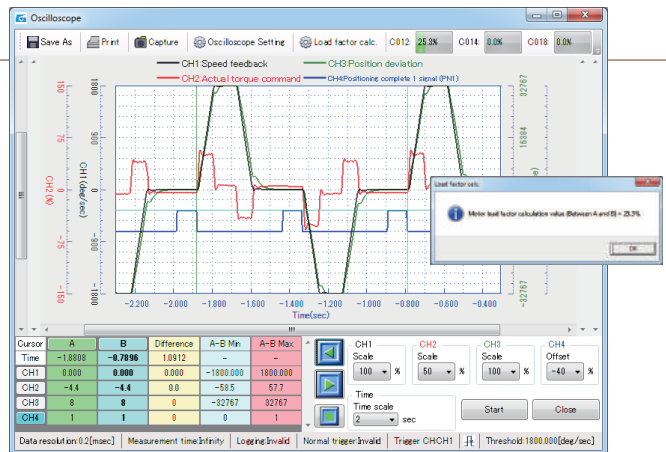 Oscilloscope
Save As Print Capture Oscilloscope Setting Load factor calc. C012: 25.3% C014: 0.0% C018: 0.0%
CH1:Speed feedback CH3:Position deviation
CH2:Actual torque command CH4:Positioning complete 1 signal (PN1)
150 1800 32767
75 900 16384
CH2 (%) CH1 (deg/sec)
0 0
-75 -900
-150 -1800 -32767
-2.000 -1.800 -1.600 -1.400 -1.200 -1.000 -0.800 -0.600 -0.400
Time(sec)
Load factor calc.
Motor load factor calculation value (Between A and B) = 25.3%
OK
Cursor A B Difference A-B Min A-B Max
Time -1.8808 -0.7896 1.0912 - -
CH1 0.000 0.000 0.000 -1800.000 1800.000
CH2 -4.4 -4.4 0.0 -58.5 57.7
CH3 8 8 0 -32767 32767
CH4 1 1 0 0 1
CH1 CH2 CH3 CH4
Scale Scale Scale Offset
100 % 50 % 100 % -40 %
Time
Time scale
2 sec
Start Close
Data resolution:0.2[msec] Measurement time:Infinity Logging:Invalid Normal trigger:Invalid Trigger CH:CH1 Threshold:1800.000[deg/sec]